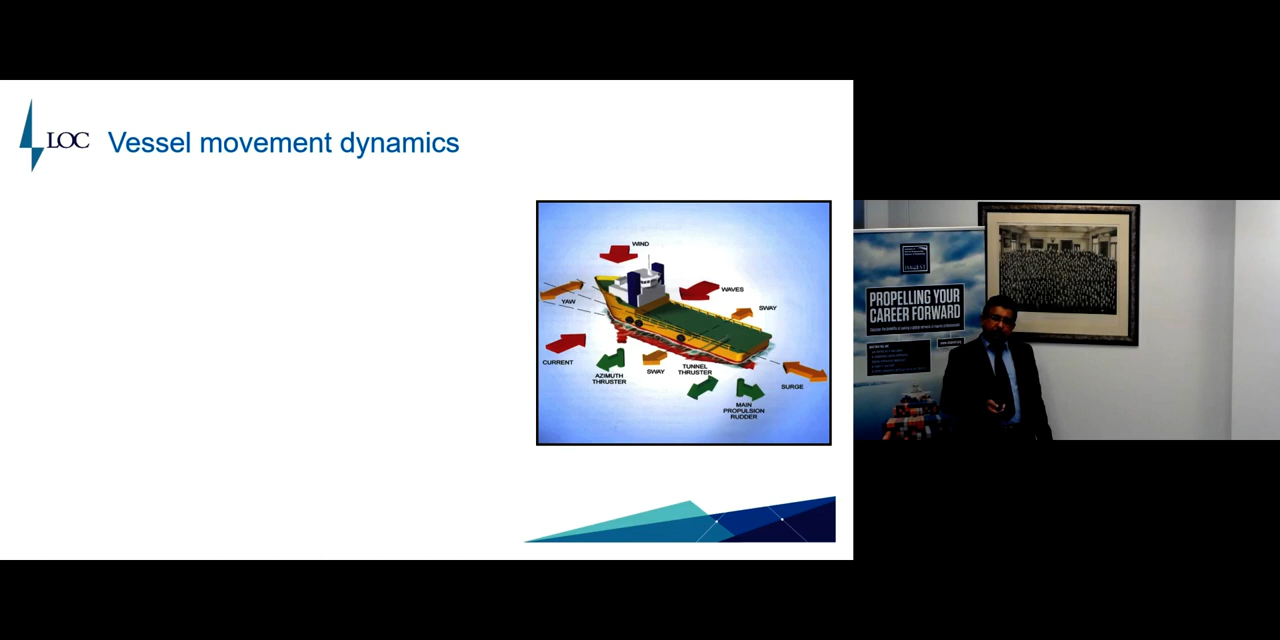 LOC
Vessel movement dynamics
WIND
WAVES
YAW
SWAY
CURRENT
AZIMUTH
THRUSTER
SWAY
TUNNEL
THRUSTER
SURGE
MAIN
PROPULSION
RUDDER
PROPELLING YOUR
CAREER FORWARD